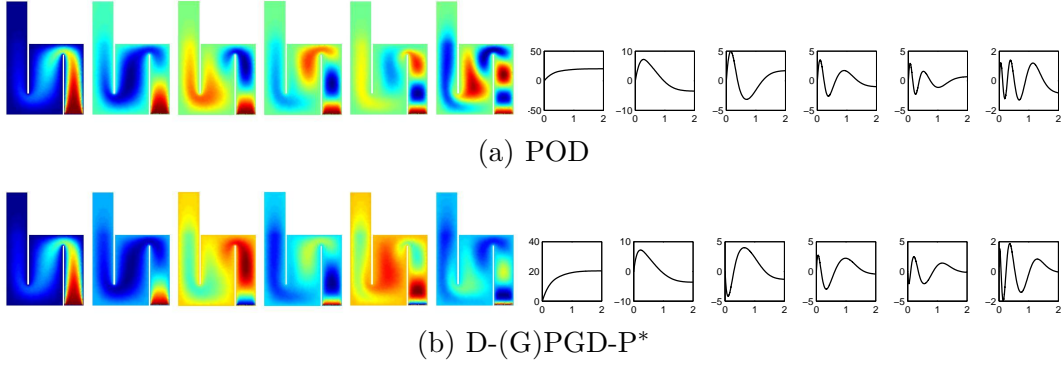 50 10 5 5 5 2
0 0 0 0 0 0
−50 −10 −5 −5 −5 −2
0 1 2 0 1 2 0 1 2 0 1 2 0 1 2 0 1 2
(a) POD
40 10 5 5 5 2
20 0 0 0 0 0
0 −10 −5 −5 −5 −2
0 1 2 0 1 2 0 1 2 0 1 2 0 1 2 0 1 2
(b) D-(G)PGD-P*